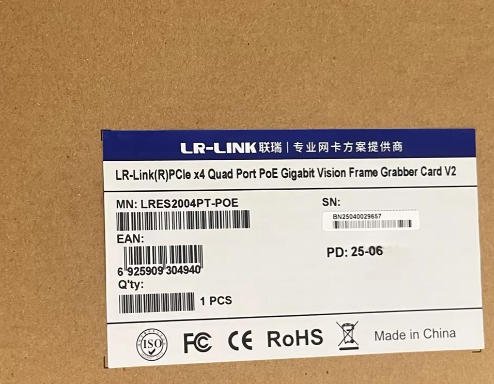 LR-LINK联瑞 | 专业网卡方案提供商
LR-Link(R)PCIe x4 Quad Port PoE Gigabit Vision Frame Grabber Card V2
MN: LRES2004PT-POE
SN:
BN25040029657
EAN:
6 925909 304940
PD: 25-06
Q'ty:
1 PCS
ISO FC CE RoHS Made in China